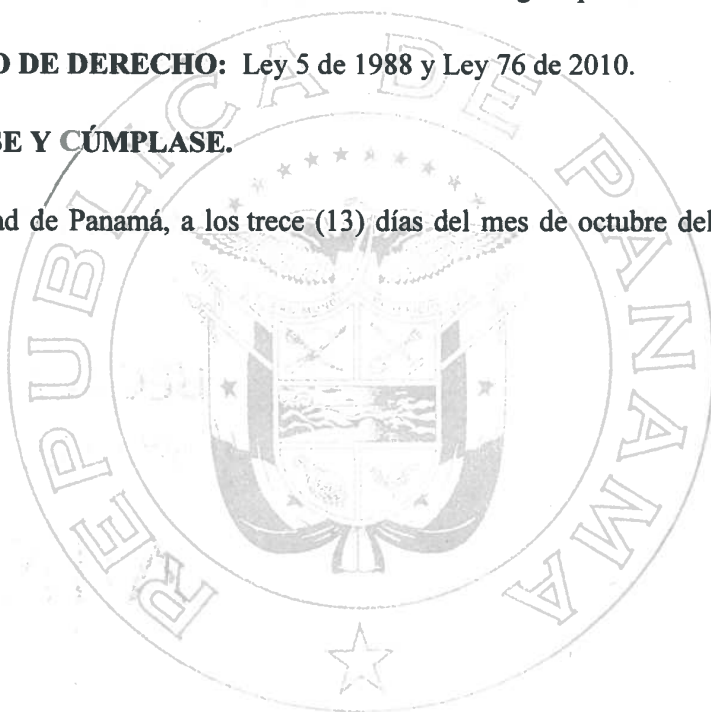 O DE DERECHO: Ley 5 de 1988 y Ley 76 de 2010.
SE Y CÚMPLASE.
ad de Panamá, a los trece (13) días del mes de octubre del
REPUBLICA DE PANAMA